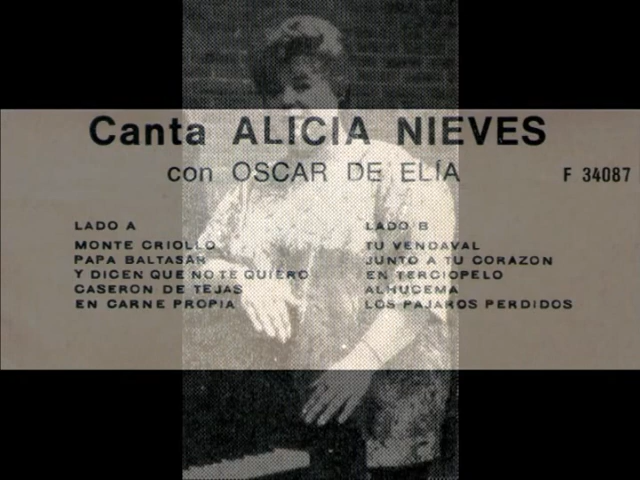 Canta ALICIA NIEVES
con OSCAR DE ELÍA
F 34087
LADO A
MONTE CRIOLLO
PAPA BALTASAR
Y DICEN QUE NO TE QUIERO
CASERON DE TEJAS
EN CARNE PROPIA
LADO B
TU VENDAVAL
JUNTO A TU CORAZON
EN TERCIOPELO
ALHUCEMA
LOS PAJAROS PERDIDOS